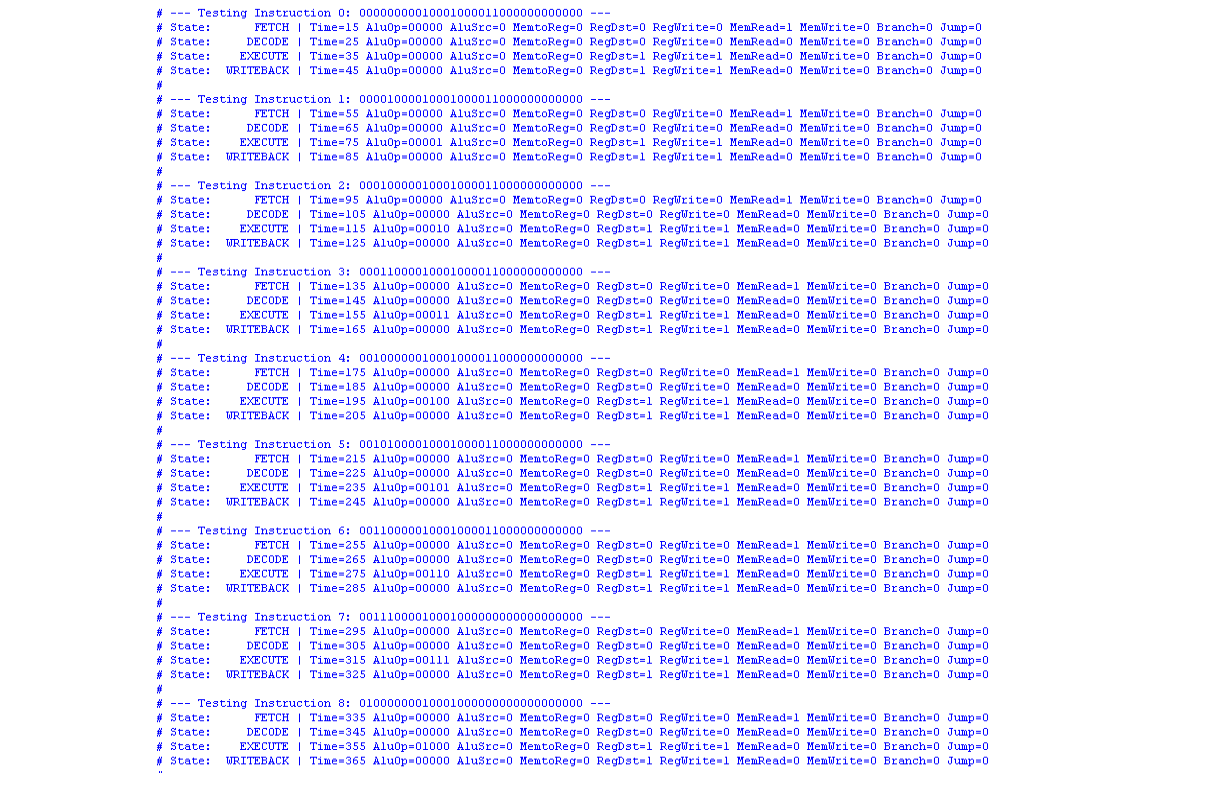 # --- Testing Instruction 0: 00000000010001000011000000000000 ---
# State:      FETCH | Time=15 AluOp=00000 AluSrc=0 MemtoReg=0 RegDst=0 RegWrite=0 MemRead=1 MemWrite=0 Branch=0 Jump=0
# State:     DECODE | Time=25 AluOp=00000 AluSrc=0 MemtoReg=0 RegDst=0 RegWrite=0 MemRead=0 MemWrite=0 Branch=0 Jump=0
# State:    EXECUTE | Time=35 AluOp=00000 AluSrc=0 MemtoReg=0 RegDst=1 RegWrite=1 MemRead=0 MemWrite=0 Branch=0 Jump=0
# State:  WRITEBACK | Time=45 AluOp=00000 AluSrc=0 MemtoReg=0 RegDst=1 RegWrite=1 MemRead=0 MemWrite=0 Branch=0 Jump=0
#
# --- Testing Instruction 1: 00001000010001000011000000000000 ---
# State:      FETCH | Time=55 AluOp=00000 AluSrc=0 MemtoReg=0 RegDst=0 RegWrite=0 MemRead=1 MemWrite=0 Branch=0 Jump=0
# State:     DECODE | Time=65 AluOp=00000 AluSrc=0 MemtoReg=0 RegDst=0 RegWrite=0 MemRead=0 MemWrite=0 Branch=0 Jump=0
# State:    EXECUTE | Time=75 AluOp=00001 AluSrc=0 MemtoReg=0 RegDst=1 RegWrite=1 MemRead=0 MemWrite=0 Branch=0 Jump=0
# State:  WRITEBACK | Time=85 AluOp=00000 AluSrc=0 MemtoReg=0 RegDst=1 RegWrite=1 MemRead=0 MemWrite=0 Branch=0 Jump=0
#
# --- Testing Instruction 2: 00010000010001000011000000000000 ---
# State:      FETCH | Time=95 AluOp=00000 AluSrc=0 MemtoReg=0 RegDst=0 RegWrite=0 MemRead=1 MemWrite=0 Branch=0 Jump=0
# State:     DECODE | Time=105 AluOp=00000 AluSrc=0 MemtoReg=0 RegDst=0 RegWrite=0 MemRead=0 MemWrite=0 Branch=0 Jump=0
# State:    EXECUTE | Time=115 AluOp=00010 AluSrc=0 MemtoReg=0 RegDst=1 RegWrite=1 MemRead=0 MemWrite=0 Branch=0 Jump=0
# State:  WRITEBACK | Time=125 AluOp=00000 AluSrc=0 MemtoReg=0 RegDst=1 RegWrite=1 MemRead=0 MemWrite=0 Branch=0 Jump=0
#
# --- Testing Instruction 3: 00011000010001000011000000000000 ---
# State:      FETCH | Time=135 AluOp=00000 AluSrc=0 MemtoReg=0 RegDst=0 RegWrite=0 MemRead=1 MemWrite=0 Branch=0 Jump=0
# State:     DECODE | Time=145 AluOp=00000 AluSrc=0 MemtoReg=0 RegDst=0 RegWrite=0 MemRead=0 MemWrite=0 Branch=0 Jump=0
# State:    EXECUTE | Time=155 AluOp=00011 AluSrc=0 MemtoReg=0 RegDst=1 RegWrite=1 MemRead=0 MemWrite=0 Branch=0 Jump=0
# State:  WRITEBACK | Time=165 AluOp=00000 AluSrc=0 MemtoReg=0 RegDst=1 RegWrite=1 MemRead=0 MemWrite=0 Branch=0 Jump=0
#
# --- Testing Instruction 4: 00100000010001000011000000000000 ---
# State:      FETCH | Time=175 AluOp=00000 AluSrc=0 MemtoReg=0 RegDst=0 RegWrite=0 MemRead=1 MemWrite=0 Branch=0 Jump=0
# State:     DECODE | Time=185 AluOp=00000 AluSrc=0 MemtoReg=0 RegDst=0 RegWrite=0 MemRead=0 MemWrite=0 Branch=0 Jump=0
# State:    EXECUTE | Time=195 AluOp=00100 AluSrc=0 MemtoReg=0 RegDst=1 RegWrite=1 MemRead=0 MemWrite=0 Branch=0 Jump=0
# State:  WRITEBACK | Time=205 AluOp=00000 AluSrc=0 MemtoReg=0 RegDst=1 RegWrite=1 MemRead=0 MemWrite=0 Branch=0 Jump=0
#
# --- Testing Instruction 5: 00101000010001000011000000000000 ---
# State:      FETCH | Time=215 AluOp=00000 AluSrc=0 MemtoReg=0 RegDst=0 RegWrite=0 MemRead=1 MemWrite=0 Branch=0 Jump=0
# State:     DECODE | Time=225 AluOp=00000 AluSrc=0 MemtoReg=0 RegDst=0 RegWrite=0 MemRead=0 MemWrite=0 Branch=0 Jump=0
# State:    EXECUTE | Time=235 AluOp=00101 AluSrc=0 MemtoReg=0 RegDst=1 RegWrite=1 MemRead=0 MemWrite=0 Branch=0 Jump=0
# State:  WRITEBACK | Time=245 AluOp=00000 AluSrc=0 MemtoReg=0 RegDst=1 RegWrite=1 MemRead=0 MemWrite=0 Branch=0 Jump=0
#
# --- Testing Instruction 6: 00110000010001000011000000000000 ---
# State:      FETCH | Time=255 AluOp=00000 AluSrc=0 MemtoReg=0 RegDst=0 RegWrite=0 MemRead=1 MemWrite=0 Branch=0 Jump=0
# State:     DECODE | Time=265 AluOp=00000 AluSrc=0 MemtoReg=0 RegDst=0 RegWrite=0 MemRead=0 MemWrite=0 Branch=0 Jump=0
# State:    EXECUTE | Time=275 AluOp=00110 AluSrc=0 MemtoReg=0 RegDst=1 RegWrite=1 MemRead=0 MemWrite=0 Branch=0 Jump=0
# State:  WRITEBACK | Time=285 AluOp=00000 AluSrc=0 MemtoReg=0 RegDst=1 RegWrite=1 MemRead=0 MemWrite=0 Branch=0 Jump=0
#
# --- Testing Instruction 7: 00111000010001000000000000000000 ---
# State:      FETCH | Time=295 AluOp=00000 AluSrc=0 MemtoReg=0 RegDst=0 RegWrite=0 MemRead=1 MemWrite=0 Branch=0 Jump=0
# State:     DECODE | Time=305 AluOp=00000 AluSrc=0 MemtoReg=0 RegDst=0 RegWrite=0 MemRead=0 MemWrite=0 Branch=0 Jump=0
# State:    EXECUTE | Time=315 AluOp=00111 AluSrc=0 MemtoReg=0 RegDst=1 RegWrite=1 MemRead=0 MemWrite=0 Branch=0 Jump=0
# State:  WRITEBACK | Time=325 AluOp=00000 AluSrc=0 MemtoReg=0 RegDst=1 RegWrite=1 MemRead=0 MemWrite=0 Branch=0 Jump=0
#
# --- Testing Instruction 8: 01000000010001000000000000000000 ---
# State:      FETCH | Time=335 AluOp=00000 AluSrc=0 MemtoReg=0 RegDst=0 RegWrite=0 MemRead=1 MemWrite=0 Branch=0 Jump=0
# State:     DECODE | Time=345 AluOp=00000 AluSrc=0 MemtoReg=0 RegDst=0 RegWrite=0 MemRead=0 MemWrite=0 Branch=0 Jump=0
# State:    EXECUTE | Time=355 AluOp=01000 AluSrc=0 MemtoReg=0 RegDst=1 RegWrite=1 MemRead=0 MemWrite=0 Branch=0 Jump=0
# State:  WRITEBACK | Time=365 AluOp=00000 AluSrc=0 MemtoReg=0 RegDst=1 RegWrite=1 MemRead=0 MemWrite=0 Branch=0 Jump=0